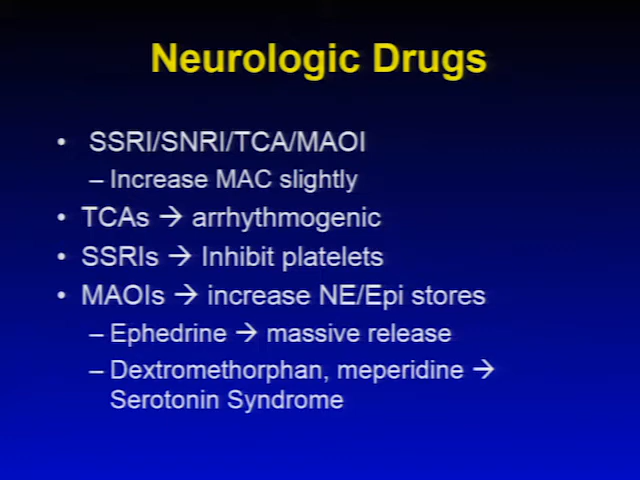 Neurologic Drugs
• SSRI/SNRI/TCA/MAOI
– Increase MAC slightly
• TCAs → arrhythmogenic
• SSRIs → Inhibit platelets
• MAOIs → increase NE/Epi stores
– Ephedrine → massive release
– Dextromethorphan, meperidine →
Serotonin Syndrome